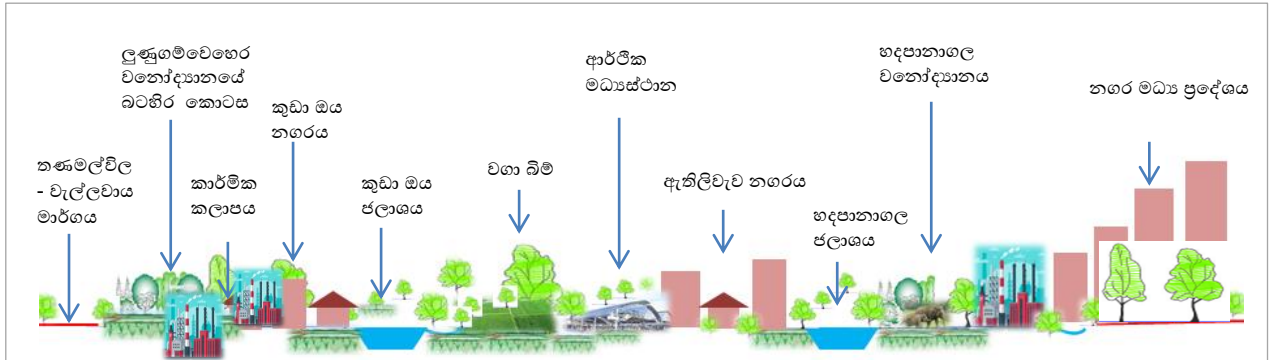 තණමල්විල
- වැල්ලවාය
මාර්ගය
ලුණුගම්වෙහෙර
වනෝද්‍යානයේ
බටහිර කොටස
කාර්මික
කලාපය
කුඩා ඔය
නගරය
කුඩා ඔය
ජලාශය
වගා බිම්
ආර්ථික
මධ්‍යස්ථාන
ඇතිලිවැව නගරය
හදපානාගල
ජලාශය
හදපානාගල
වනෝද්‍යානය
නගර මධ්‍ය ප්‍රදේශය